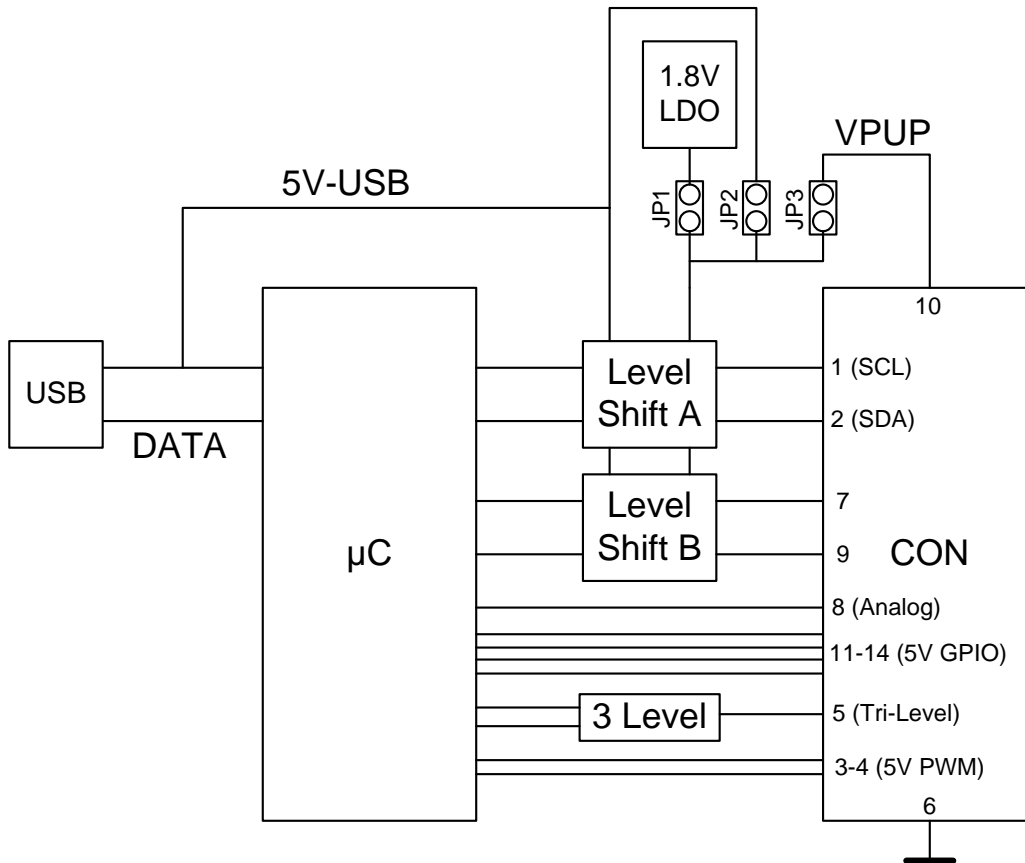 1.8V
LDO
VPUP
5V-USB
JP1
JP2
JP3
10
USB
DATA
Level
Shift A
1 (SCL)
2 (SDA)
µC
Level
Shift B
7
9
CON
8 (Analog)
11-14 (5V GPIO)
3 Level
5 (Tri-Level)
3-4 (5V PWM)
6